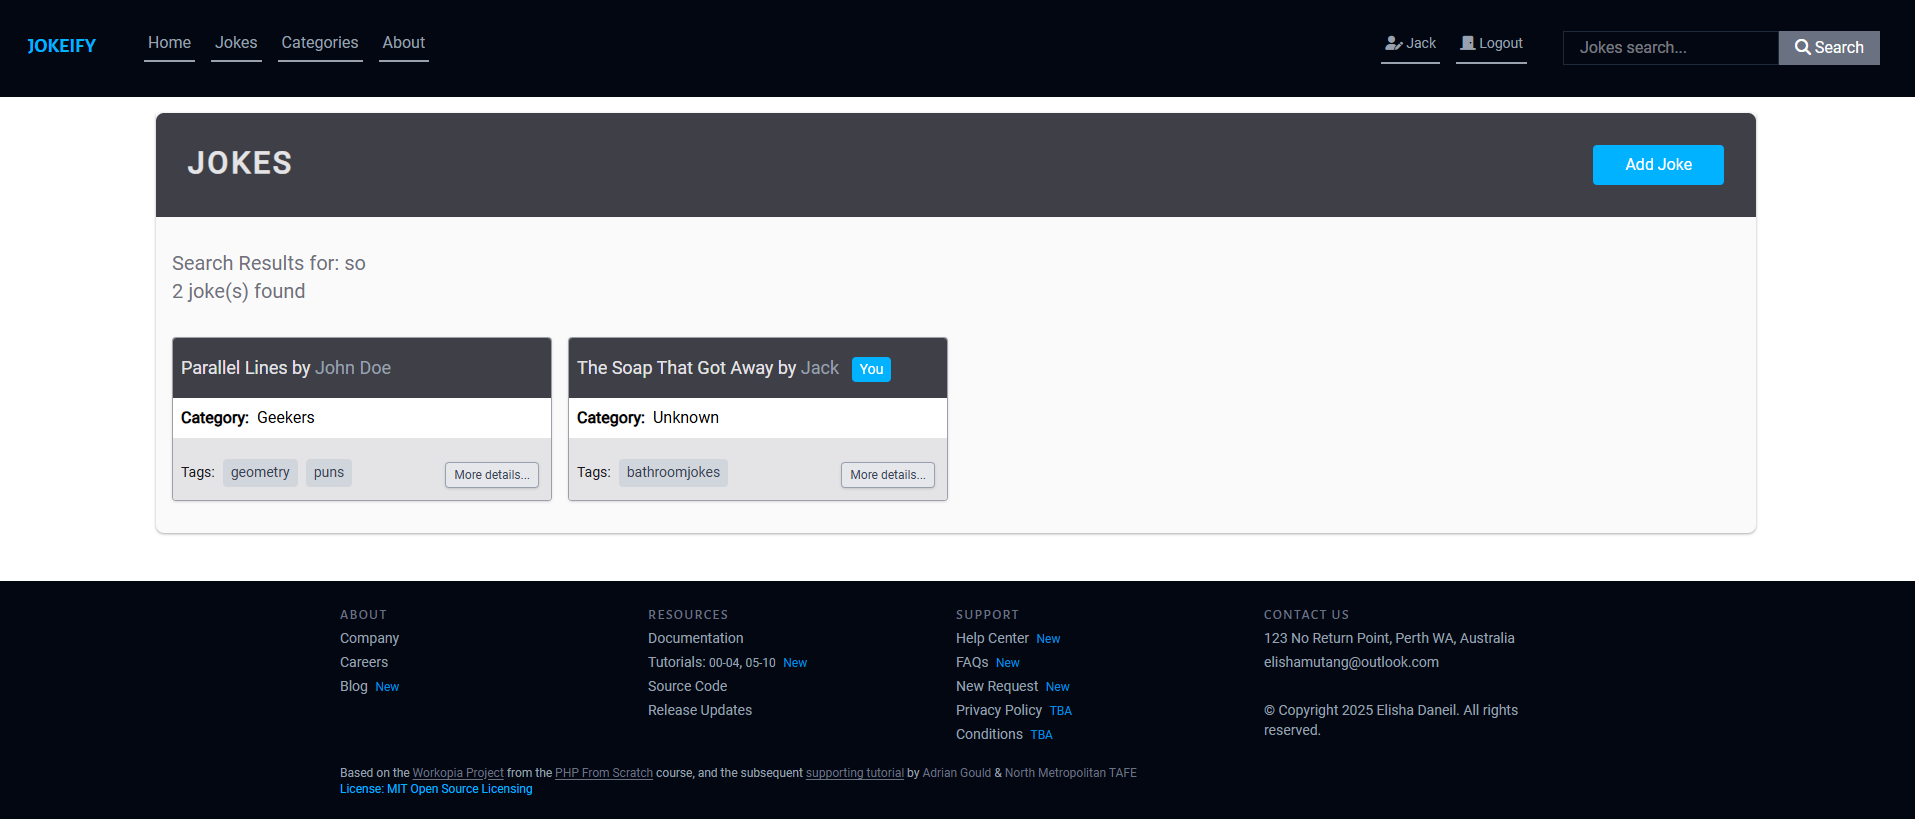 JOKEIFY Home Jokes Categories About Jack Logout Jokes search... Search
JOKES Add Joke
Search Results for: so
2 joke(s) found
Parallel Lines by John Doe
Category: Geekers
Tags: geometry puns More details...
The Soap That Got Away by Jack You
Category: Unknown
Tags: bathroomjokes More details...
ABOUT
Company
Careers
Blog New
RESOURCES
Documentation
Tutorials: 00-04, 05-10 New
Source Code
Release Updates
SUPPORT
Help Center New
FAQs New
New Request New
Privacy Policy TBA
Conditions TBA
CONTACT US
123 No Return Point, Perth WA, Australia
elishamutang@outlook.com
© Copyright 2025 Elisha Daneil. All rights
reserved.
Based on the Workopia Project from the PHP From Scratch course, and the subsequent supporting tutorial by Adrian Gould & North Metropolitan TAFE
License: MIT Open Source Licensing